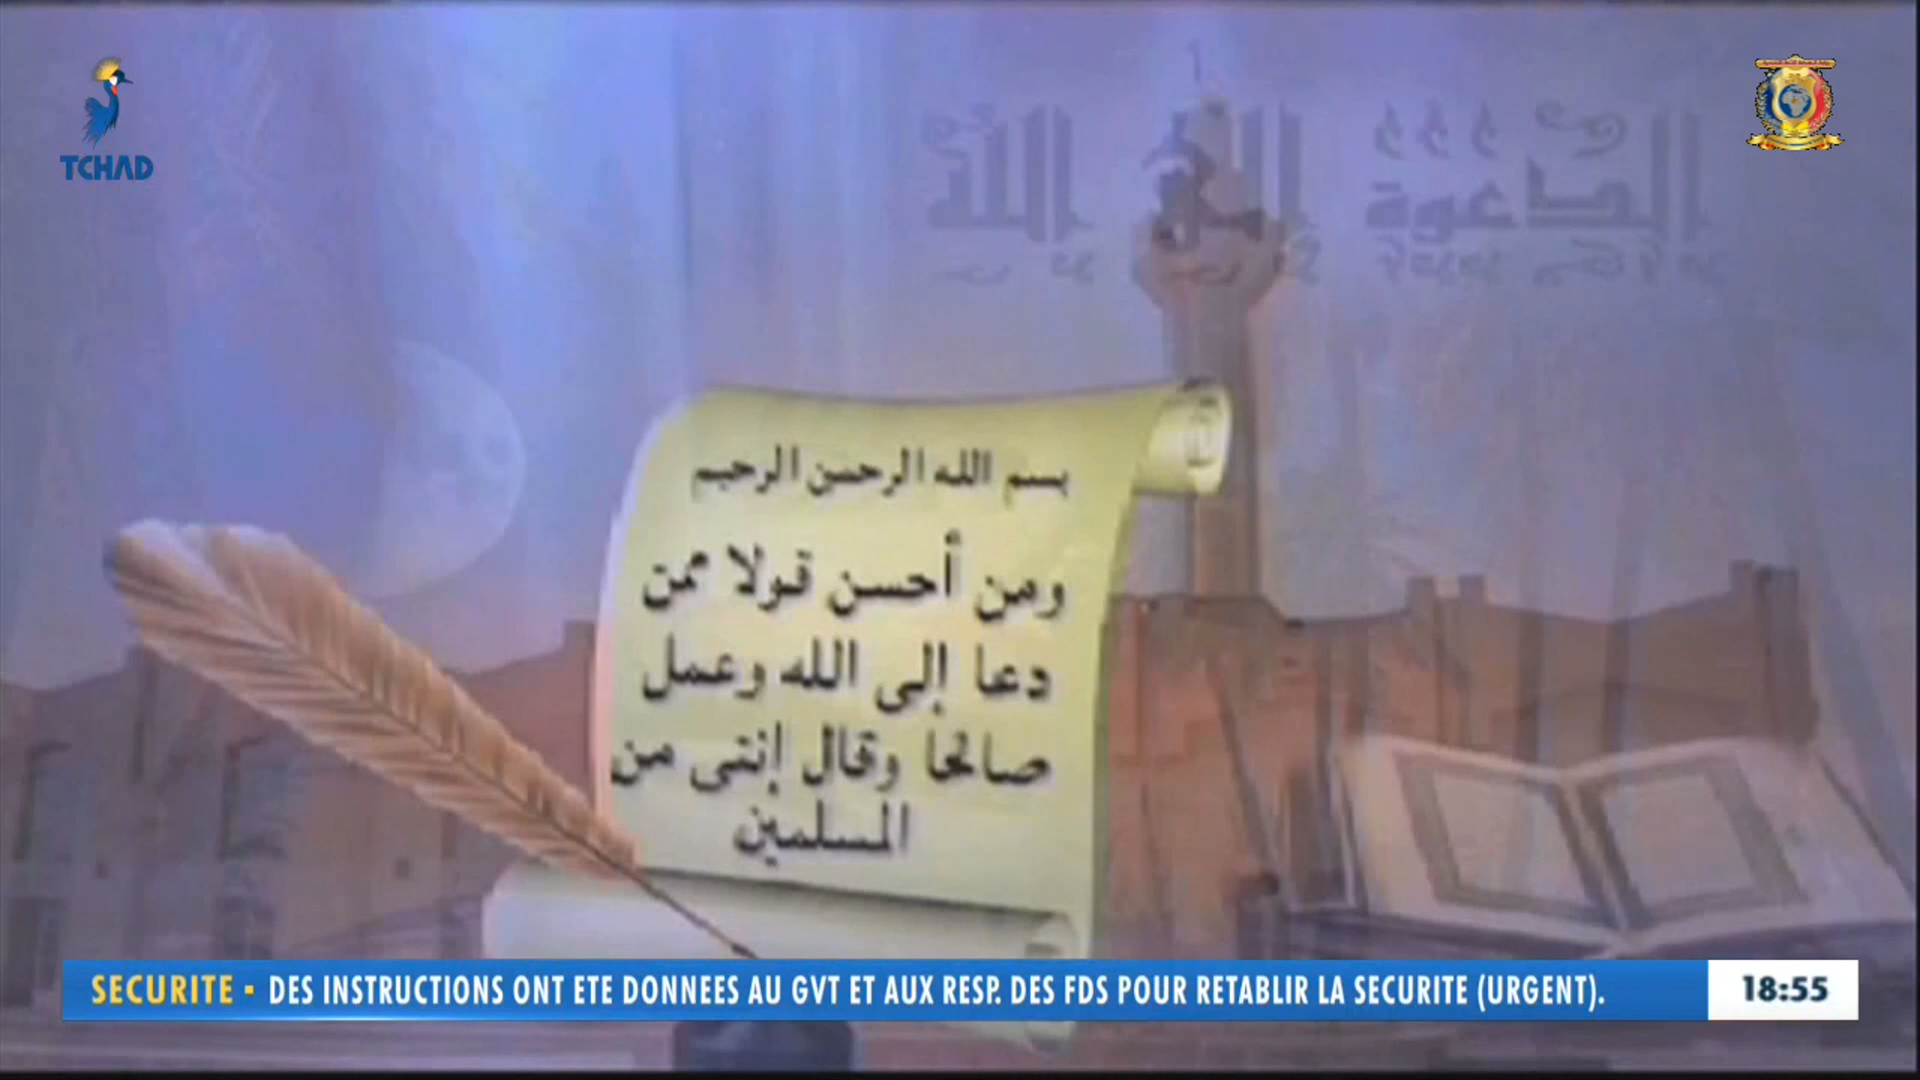 TCHAD
الدعوة إلى الله
بسم الله الرحمن الرحيم
ومن أحسن قولا ممن
دعا إلى الله وعمل
صالحا وقال إنني من
المسلمين
SECURITE - DES INSTRUCTIONS ONT ETE DONNEES AU GVT ET AUX RESP. DES FDS POUR RETABLIR LA SECURITE (URGENT).
18:55